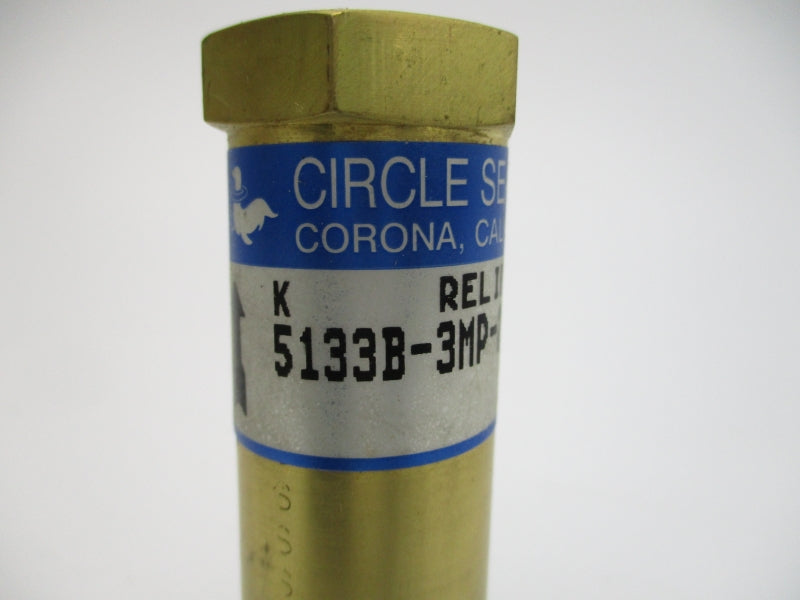 CIRCLE SE
CORONA, CAL
K RELI
5133B-3MP-